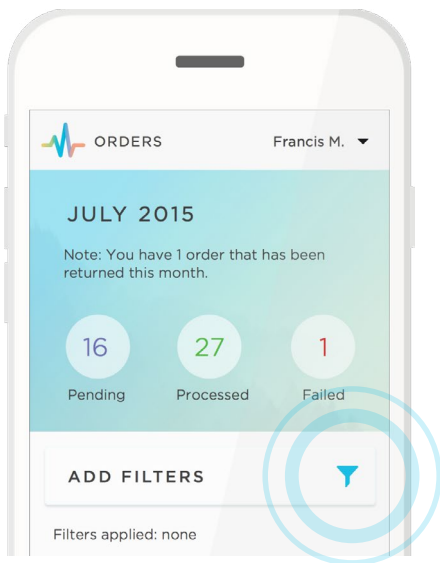 ORDERS Francis M.
JULY 2015
Note: You have 1 order that has been
returned this month.
16 27 1
Pending Processed Failed
ADD FILTERS
Filters applied: none